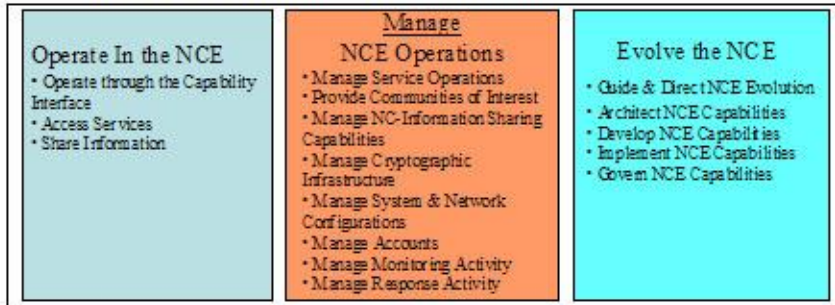 Operate In the NCE
• Operate through the Capability
Interface
• Access Services
• Share Information
Manage
NCE Operations
• Manage Service Operations
• Provide Communities of Interest
• Manage NC-Information Sharing
Capabilities
• Manage Cryptographic
Infrastructure
• Manage System & Network
Configurations
• Manage Accounts
• Manage Monitoring Activity
• Manage Response Activity
Evolve the NCE
• Guide & Direct NCE Evolution
• Architect NCE Capabilities
• Develop NCE Capabilities
• Implement NCE Capabilities
• Govern NCE Capabilities